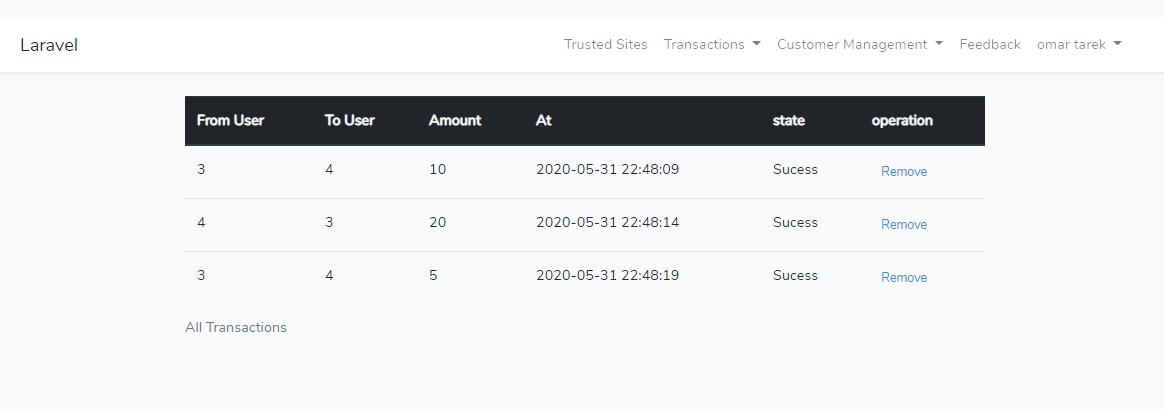 Laravel Trusted Sites Transactions Customer Management Feedback omar tarek
From User To User Amount At state operation
3 4 10 2020-05-31 22:48:09 Sucess Remove
4 3 20 2020-05-31 22:48:14 Sucess Remove
3 4 5 2020-05-31 22:48:19 Sucess Remove
All Transactions